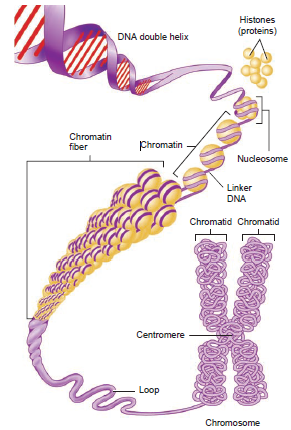 Histones
(proteins)
DNA double helix
Chromatin
fiber
Chromatin
Nucleosome
Linker
DNA
Chromatid Chromatid
Centromere
Loop
Chromosome